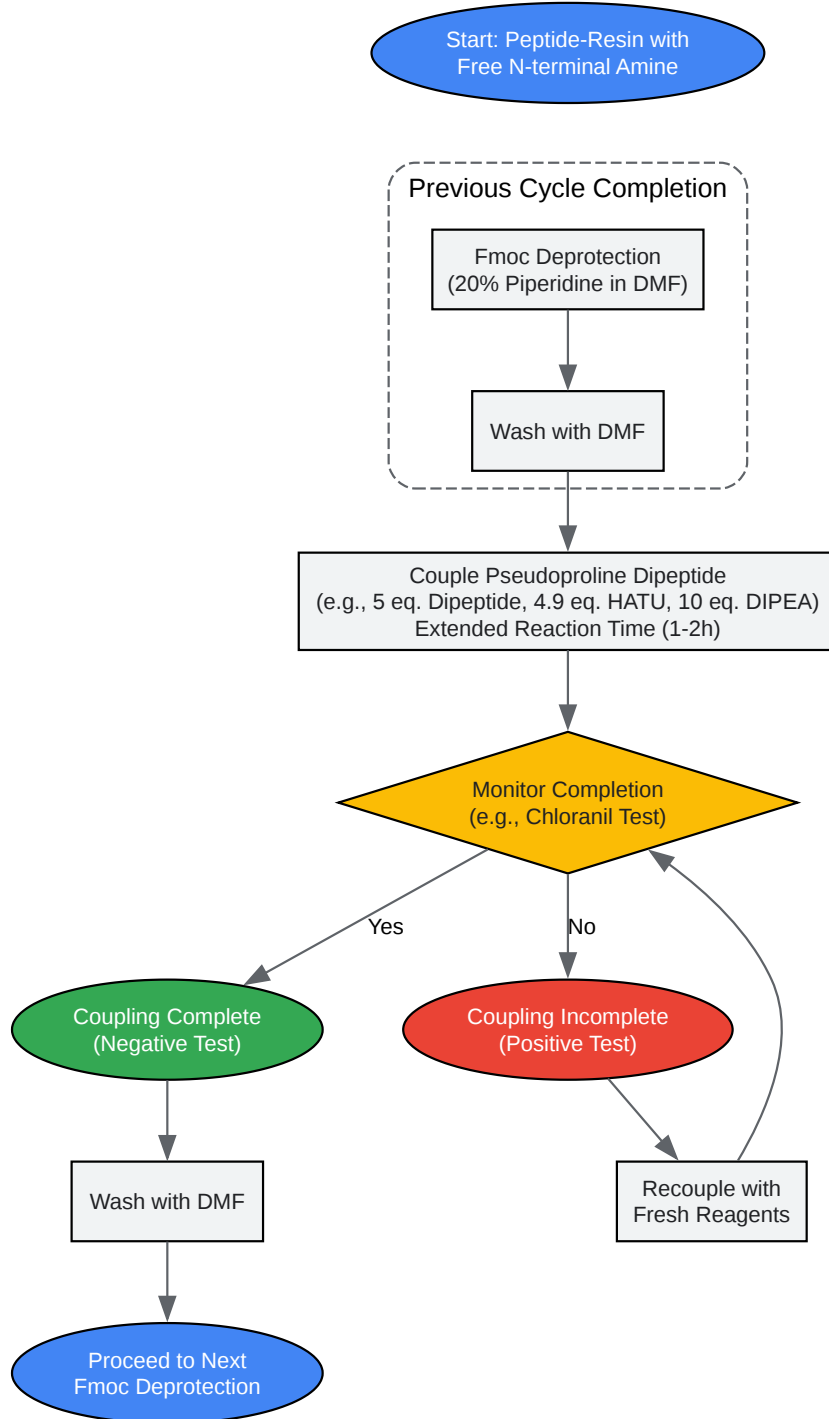 Start: Peptide-Resin with
Free N-terminal Amine
Previous Cycle Completion
Fmoc Deprotection
(20% Piperidine in DMF)
Wash with DMF
Couple Pseudoproline Dipeptide
(e.g., 5 eq. Dipeptide, 4.9 eq. HATU, 10 eq. DIPEA)
Extended Reaction Time (1-2h)
Monitor Completion
(e.g., Chloranil Test)
Yes
No
Coupling Complete
(Negative Test)
Coupling Incomplete
(Positive Test)
Wash with DMF
Recouple with
Fresh Reagents
Proceed to Next
Fmoc Deprotection